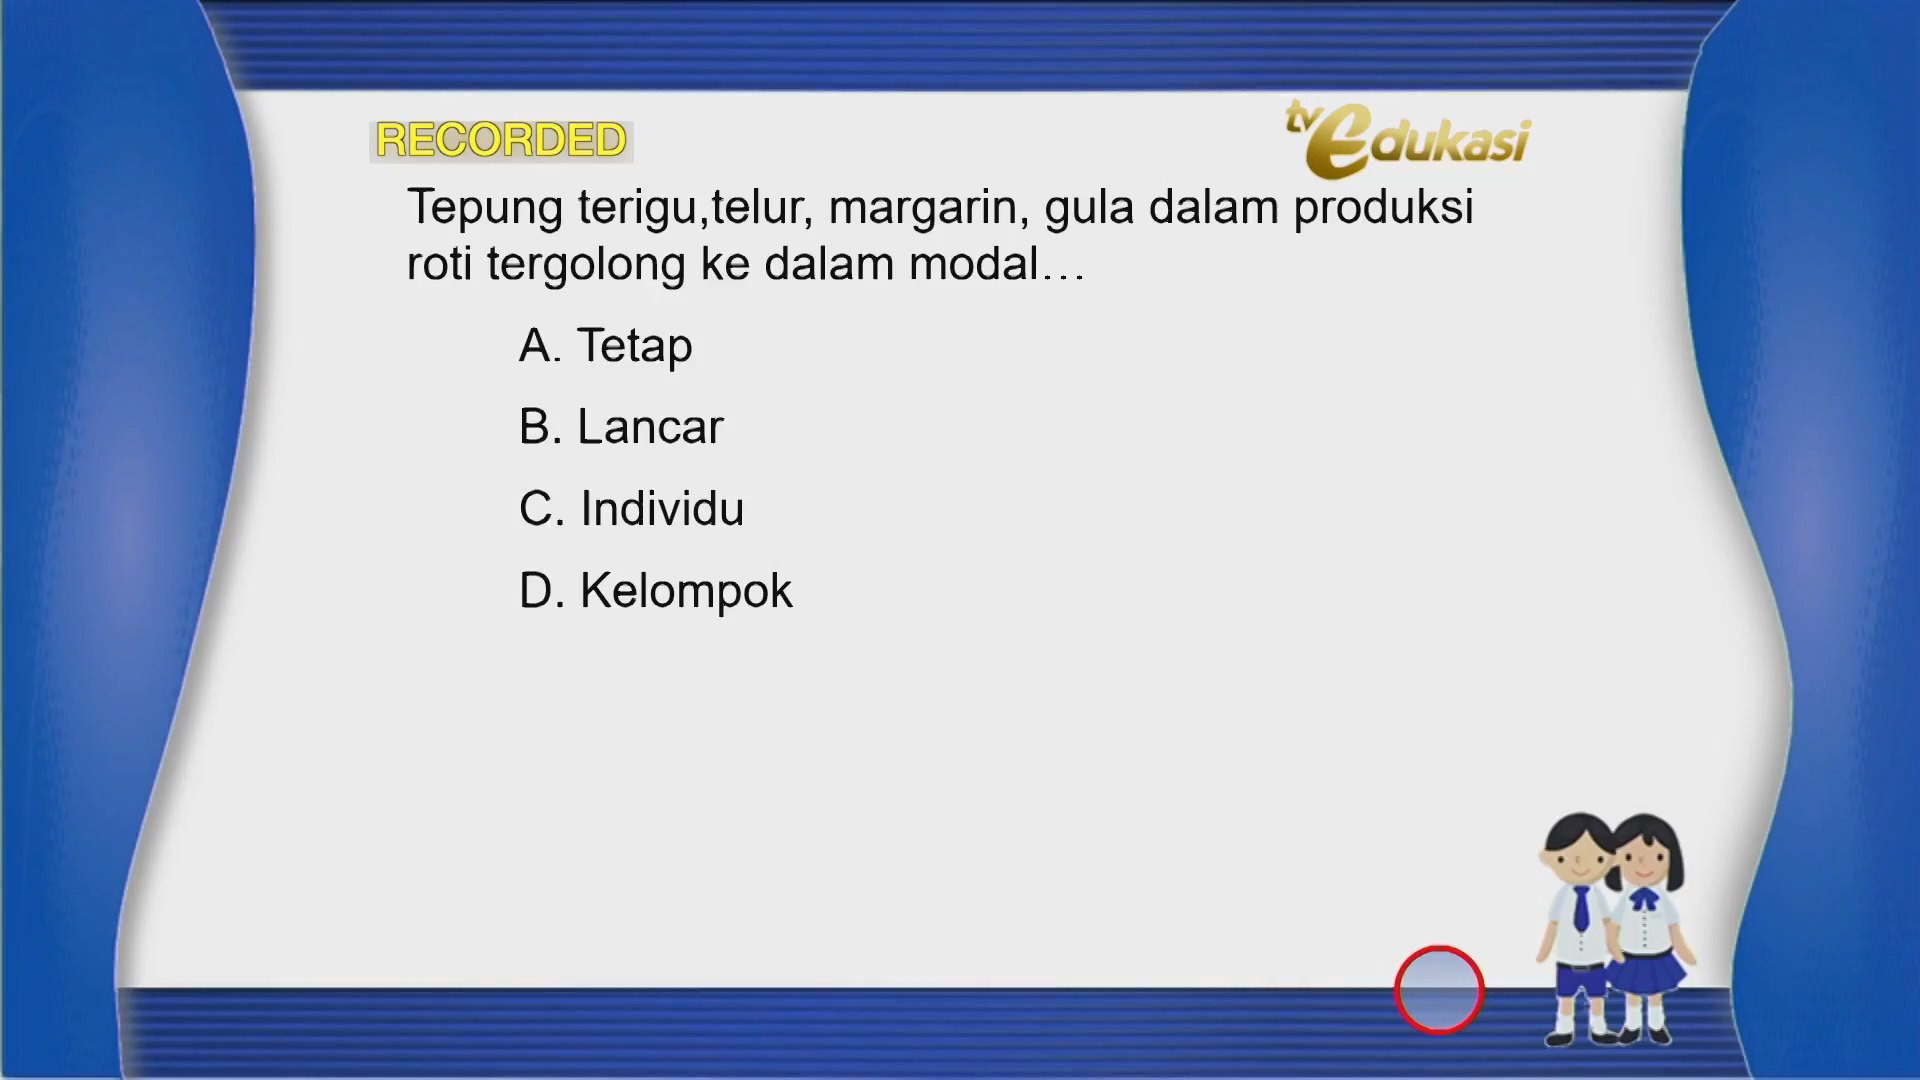 RECORDED
tv edukasi
Tepung terigu,telur, margarin, gula dalam produksi
roti tergolong ke dalam modal…
A. Tetap
B. Lancar
C. Individu
D. Kelompok